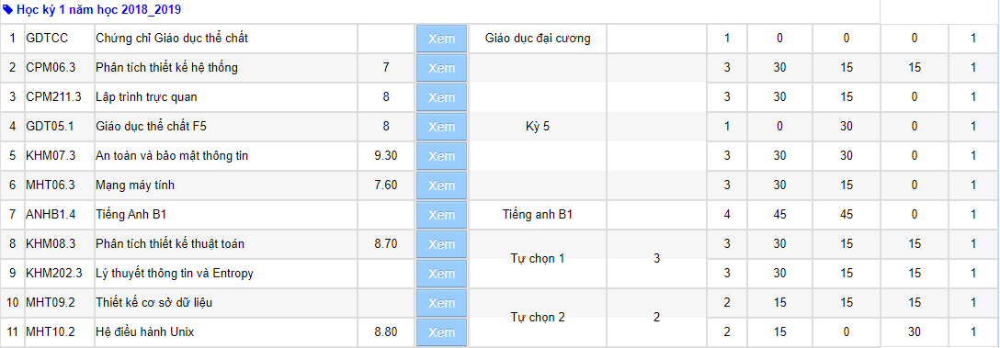 Học kỳ 1 năm học 2018_2019
1 GDTCC Chứng chỉ Giáo dục thể chất Xem Giáo dục đại cương 1 0 0 0 1
2 CPM06.3 Phân tích thiết kế hệ thống 7 Xem 3 30 15 15 1
3 CPM211.3 Lập trình trực quan 8 Xem 3 30 15 0 1
4 GDT05.1 Giáo dục thể chất F5 8 Xem Kỳ 5 1 0 30 0 1
5 KHM07.3 An toàn và bảo mật thông tin 9.30 Xem 3 30 30 0 1
6 MHT06.3 Mạng máy tính 7.60 Xem 3 30 15 0 1
7 ANHB1.4 Tiếng Anh B1 Xem Tiếng anh B1 4 45 45 0 1
8 KHM08.3 Phân tích thiết kế thuật toán 8.70 Xem 3 30 15 15 1
Tự chọn 1 3
9 KHM202.3 Lý thuyết thông tin và Entropy Xem 3 30 15 15 1
10 MHT09.2 Thiết kế cơ sở dữ liệu Xem 2 15 15 15 1
Tự chọn 2 2
11 MHT10.2 Hệ điều hành Unix 8.80 Xem 2 15 0 30 1